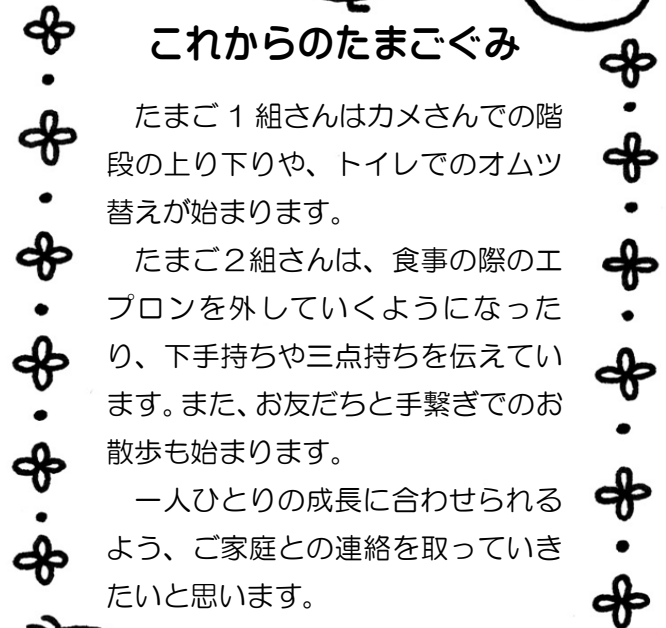 これからのたまごぐみ
たまご 1 組さんはカメさんでの階
段の上り下りや、トイレでのオムツ
替えが始まります。
たまご2組さんは、食事の際のエ
プロンを外していくようになった
り、下手持ちや三点持ちを伝えてい
ます。また、お友だちと手繋ぎでのお
散歩も始まります。
一人ひとりの成長に合わせられる
よう、ご家庭との連絡を取っていき
たいと思います。